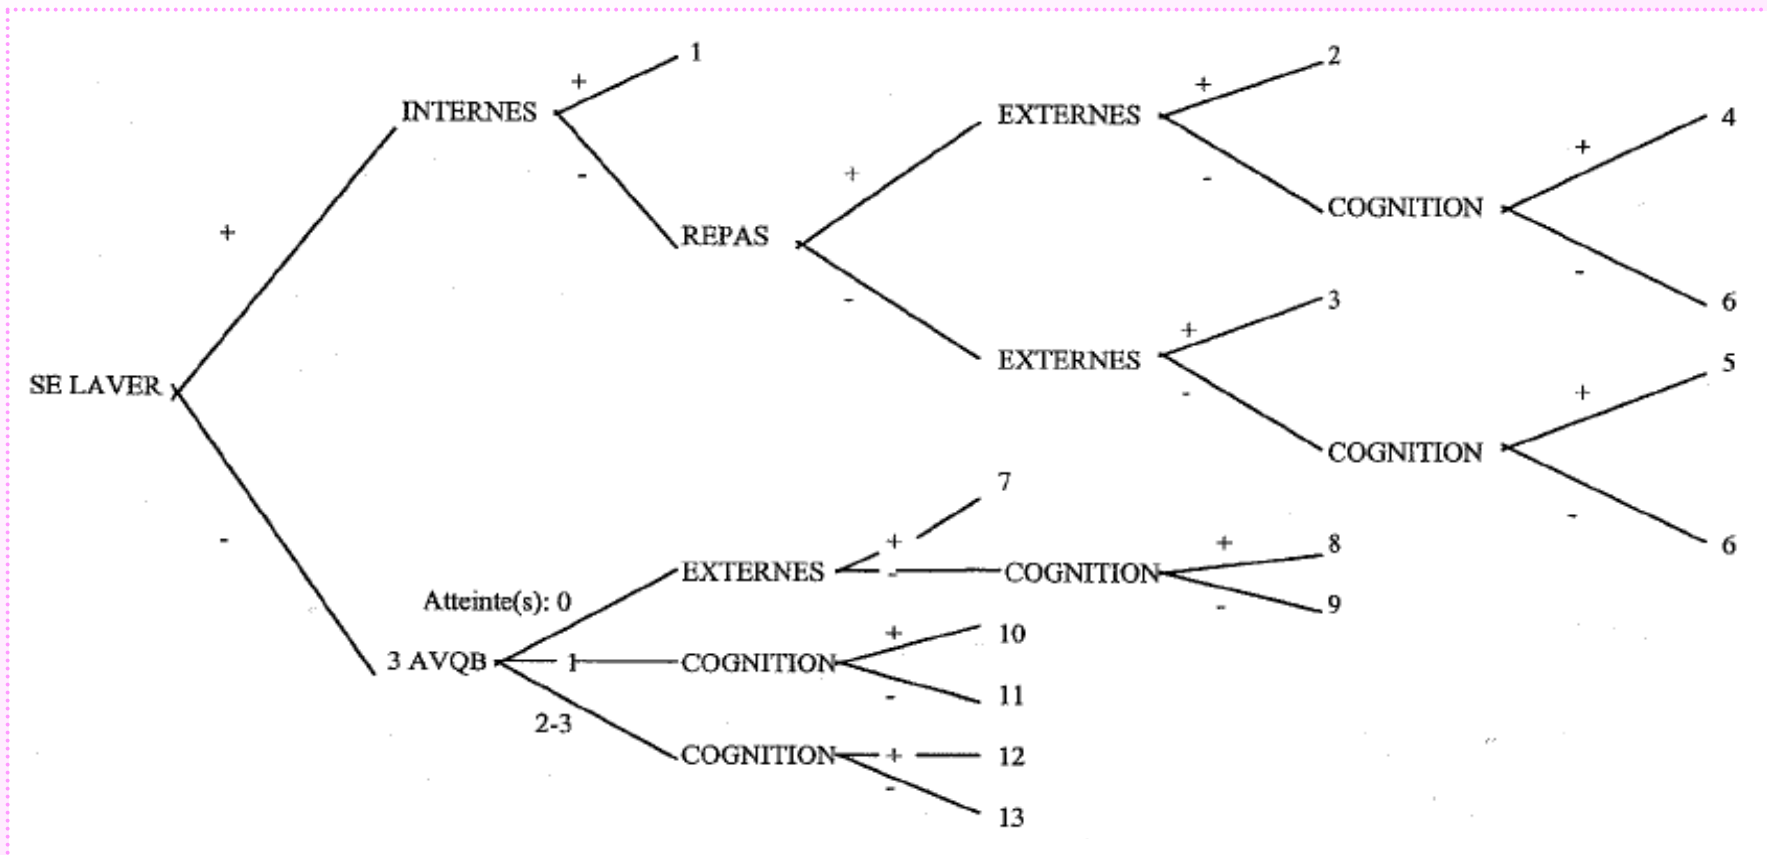 + 1
INTERNES
-
+
REPAS
+
EXTERNES
+ 2
-
COGNITION
+ 4
-
6
-
EXTERNES
+ 3
-
COGNITION
+ 5
-
6
SE LAVER
-
3 AVQB
Atteinte(s): 0
EXTERNES
+ 7
-
COGNITION
+ 8
-
9
1
COGNITION
+ 10
-
11
2-3
COGNITION
+ 12
-
13